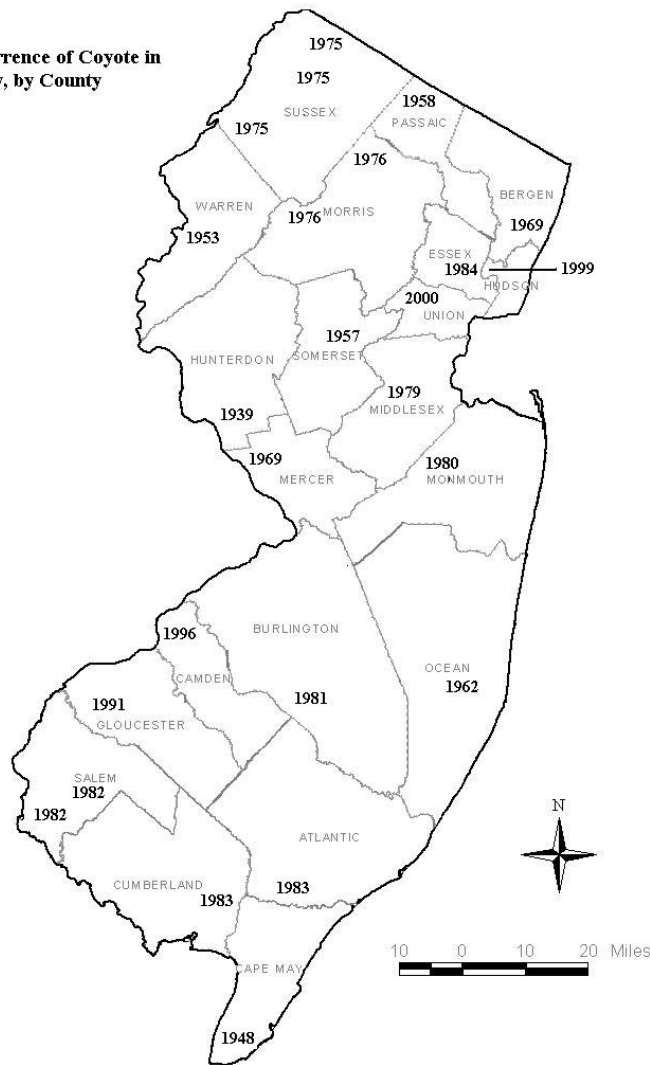 1975
rrence of Coyote in
, by County
1975
SUSSEX
1958
PASSAIC
1975
1976
BERGEN
WARREN
1976
MORRIS
1953
1969
ESSEX
1984
1999
HUDSON
2000
UNION
1957
HUNTERDON
SOMERSET
1979
MIDDLESEX
1939
1969
MERCER
1980
MONMOUTH
BURLINGTON
1996
OCEAN
CAMDEN
1962
1981
1991
GLOUCESTER
SALEM
1982
1982
N
ATLANTIC
CUMBERLAND
1983
1983
10 0 10 20 Miles
CAPE MAY
1948